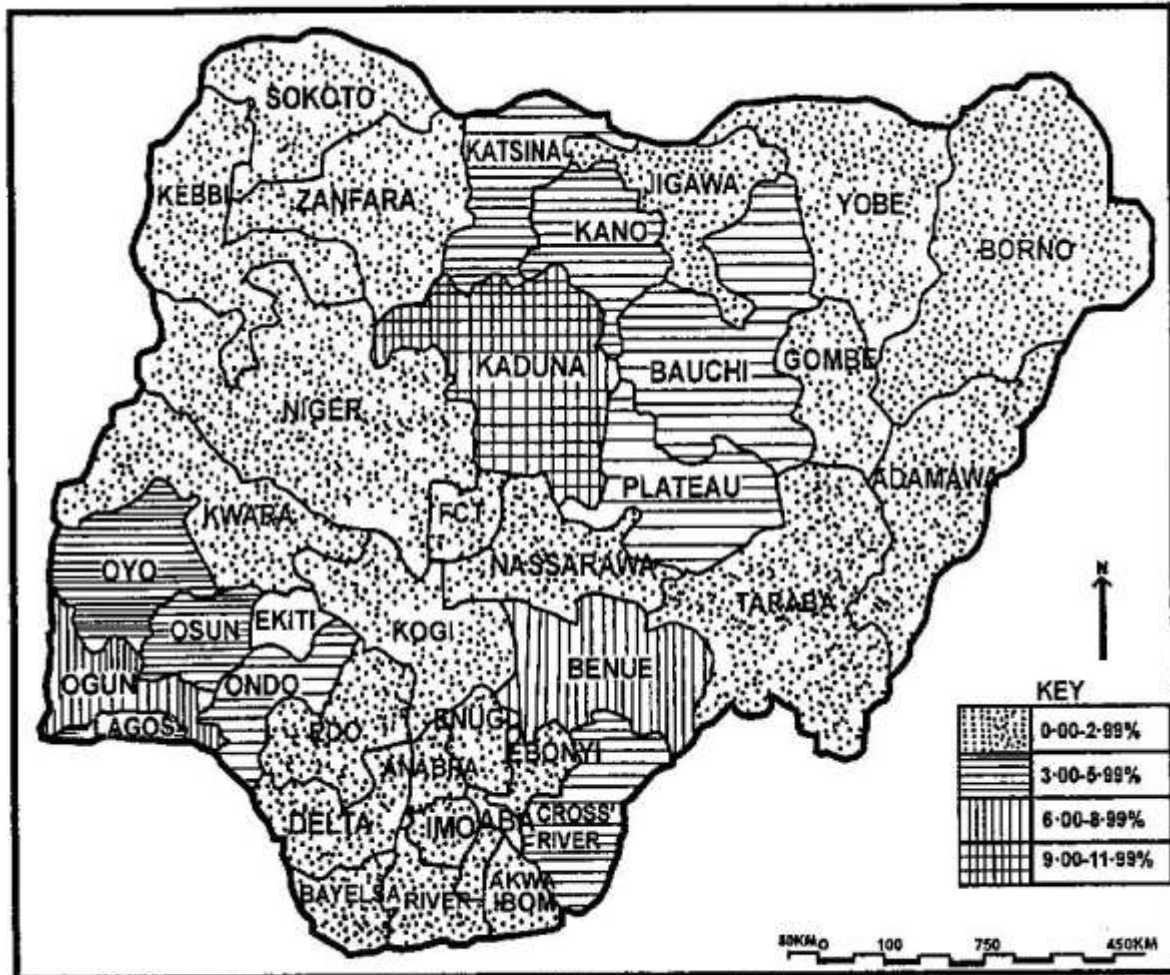 SOKOTO
KATSINA
JIGAWA
KEBBI
ZANFARA
KANO
YOBE
BORNO
KADUNA
BAUCHI
GOMBE
NIGER
PLATEAU
ADAMAWA
KWARA
FCT
NASSARAWA
OYO
TARABA
OSUN
EKITI
KOGI
BENUE
OGUN
ONDO
LAGOS
EDO
ENUG
EBONYI
ANABRA
DELTA
IMO
ABA
CROSS'
RIVER
BAYELSA
RIVER
AKWA
IBOM
N
KEY
0·00-2·99%
3·00-5·99%
6·00-8·99%
9·00-11·99%
50KM 0 100 750 450KM